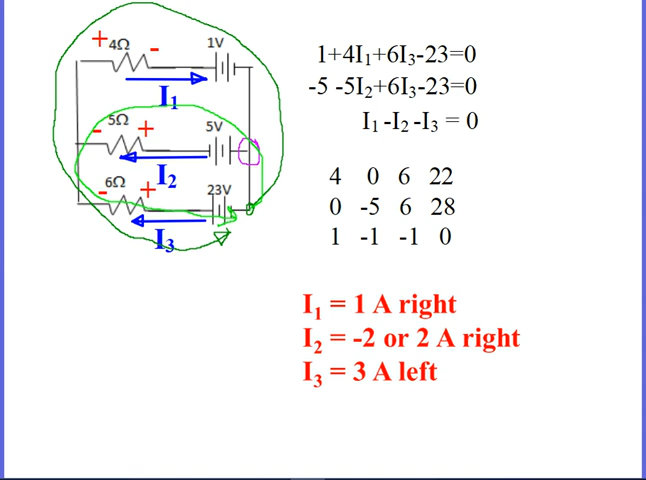 + 4Ω - 1V
I₁
1+4I₁+6I₃-23=0
-5 -5I₂+6I₃-23=0
I₁ -I₂ -I₃ = 0
- 5Ω + 5V
I₂
- 6Ω + 23V
I₃
4 0 6 22
0 -5 6 28
1 -1 -1 0
I₁ = 1 A right
I₂ = -2 or 2 A right
I₃ = 3 A left